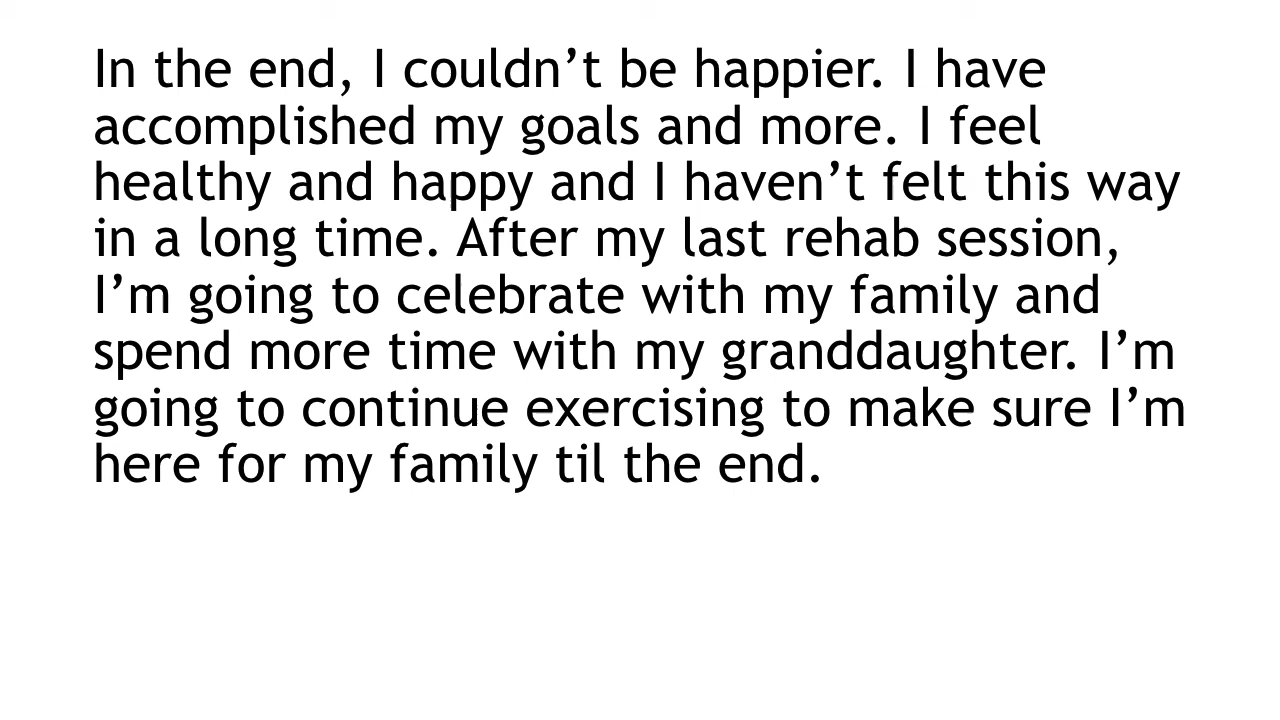 In the end, I couldn’t be happier. I have
accomplished my goals and more. I feel
healthy and happy and I haven’t felt this way
in a long time. After my last rehab session,
I’m going to celebrate with my family and
spend more time with my granddaughter. I’m
going to continue exercising to make sure I’m
here for my family til the end.